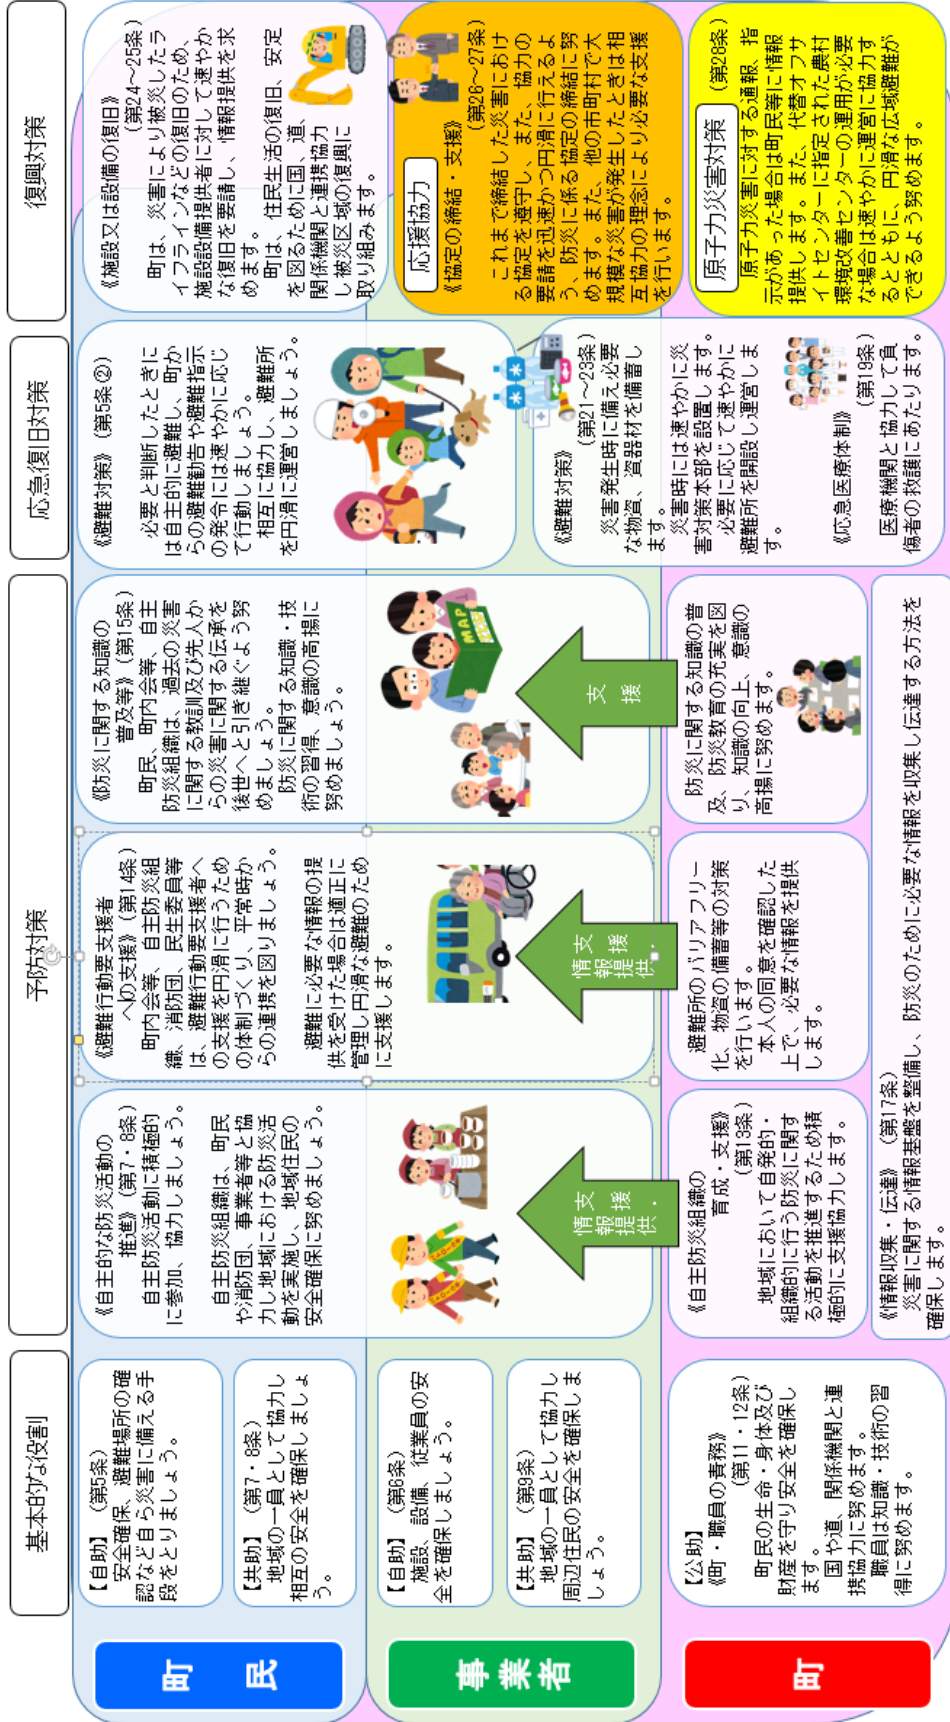 基本的な役割
予防対策
応急復旧対策
復興対策
町　民
【自助】　（第5条）
安全確保、避難場所の確
認など自ら災害に備える手
段をとりましょう。
【共助】　（第7・8条）
地域の一員として協力し
相互の安全を確保しましょ
う。
《自主的な防災活動の
推進》（第7・8条）
自主防災活動に積極的
に参加、協力しましょう。
自主防災組織は、町民
や消防団、事業者等と協
力し地域における防災活
動を実施し、地域住民の
安全確保に努めましょう。
《避難行動要支援者
への支援》（第14条）
町内会等、自主防災組
織、消防団、民生委員等
は、避難行動要支援者へ
の支援を円滑に行うため
の体制づくり、平常時か
らの連携を図りましょう。
避難に必要な情報の提
供を受けた場合は適正に
管理し円滑な避難のため
に支援します。
《防災に関する知識の
普及等》（第15条）
町民、町内会等、自主
防災組織は、過去の災害
に関する教訓及び先人か
らの災害に関する伝承を
後世へと引き継ぐよう努
めましょう。
防災に関する知識・技
術の習得、意識の高揚に
努めましょう。
MAP
《避難対策》（第5条②）
必要と判断したときに
は自主的に避難し、町か
らの避難勧告や避難指示
の発令には速やかに応じ
て行動しましょう。
相互に協力し、避難所
を円滑に運営しましょう。
《施設又は設備の復旧》
（第24～25条）
町は、災害により被災したラ
イフラインなどの復旧のため、
施設設備提供者に対して速やか
な復旧を要請し、情報提供を求
めます。
町は、住民生活の復旧、安定
を図るために国、道、
関係機関と連携協力
し被災区域の復興に
取り組みます。
事業者
【自助】　（第6条）
施設、設備、従業員の安
全を確保しましょう。
【共助】　（第9条）
地域の一員として協力し
周辺住民の安全を確保しま
しょう。
情報提供・
支援
情報提供・
支援
支援
応援協力
《協定の締結・支援》
（第26～27条）
これまで締結した災害におけ
る協定を遵守し、また、協力の
要請を迅速かつ円滑に行えるよ
う、防災に係る協定の締結に努
めます。また、他の市町村で大
規模な災害が発生したときは相
互協力の理念により必要な支援
を行います。
町
【公助】
《町・職員の責務》
（第11・12条）
町民の生命・身体及び
財産を守り安全を確保し
ます。
国や道、関係機関と連
携協力に努めます。
職員は知識・技術の習
得に努めます。
《自主防災組織の
育成・支援》
（第13条）
地域において自発的・
組織的に行う防災に関す
る活動を推進するため積
極的に支援協力します。
避難所のバリアフリー
化、物資の備蓄等の対策
を行います。
本人の同意を確認した
上で、必要な情報を提供
します。
防災に関する知識の普
及、防災教育の充実を図
り、知識の向上、意識の
高揚に努めます。
《情報収集・伝達》　（第17条）
災害に関する情報基盤を整備し、防災のために必要な情報を収集し伝達する方法を
確保します。
《避難対策》
（第21～23条）
災害発生時に備え必要
な物資、資器材を備蓄し
ます。
災害時には速やかに災
害対策本部を設置します。
必要に応じて速やかに
避難所を開設し運営しま
す。
《応急医療体制》
（第19条）
医療機関と協力して負
傷者の救護にあたります。
原子力災害対策
（第28条）
原子力災害に対する通報、指
示があった場合は町民等に情報
提供します。また、代替オフサ
イトセンターに指定された農村
環境改善センターの運用が必要
な場合は速やかに運営に協力す
るとともに、円滑な広域避難が
できるよう努めます。